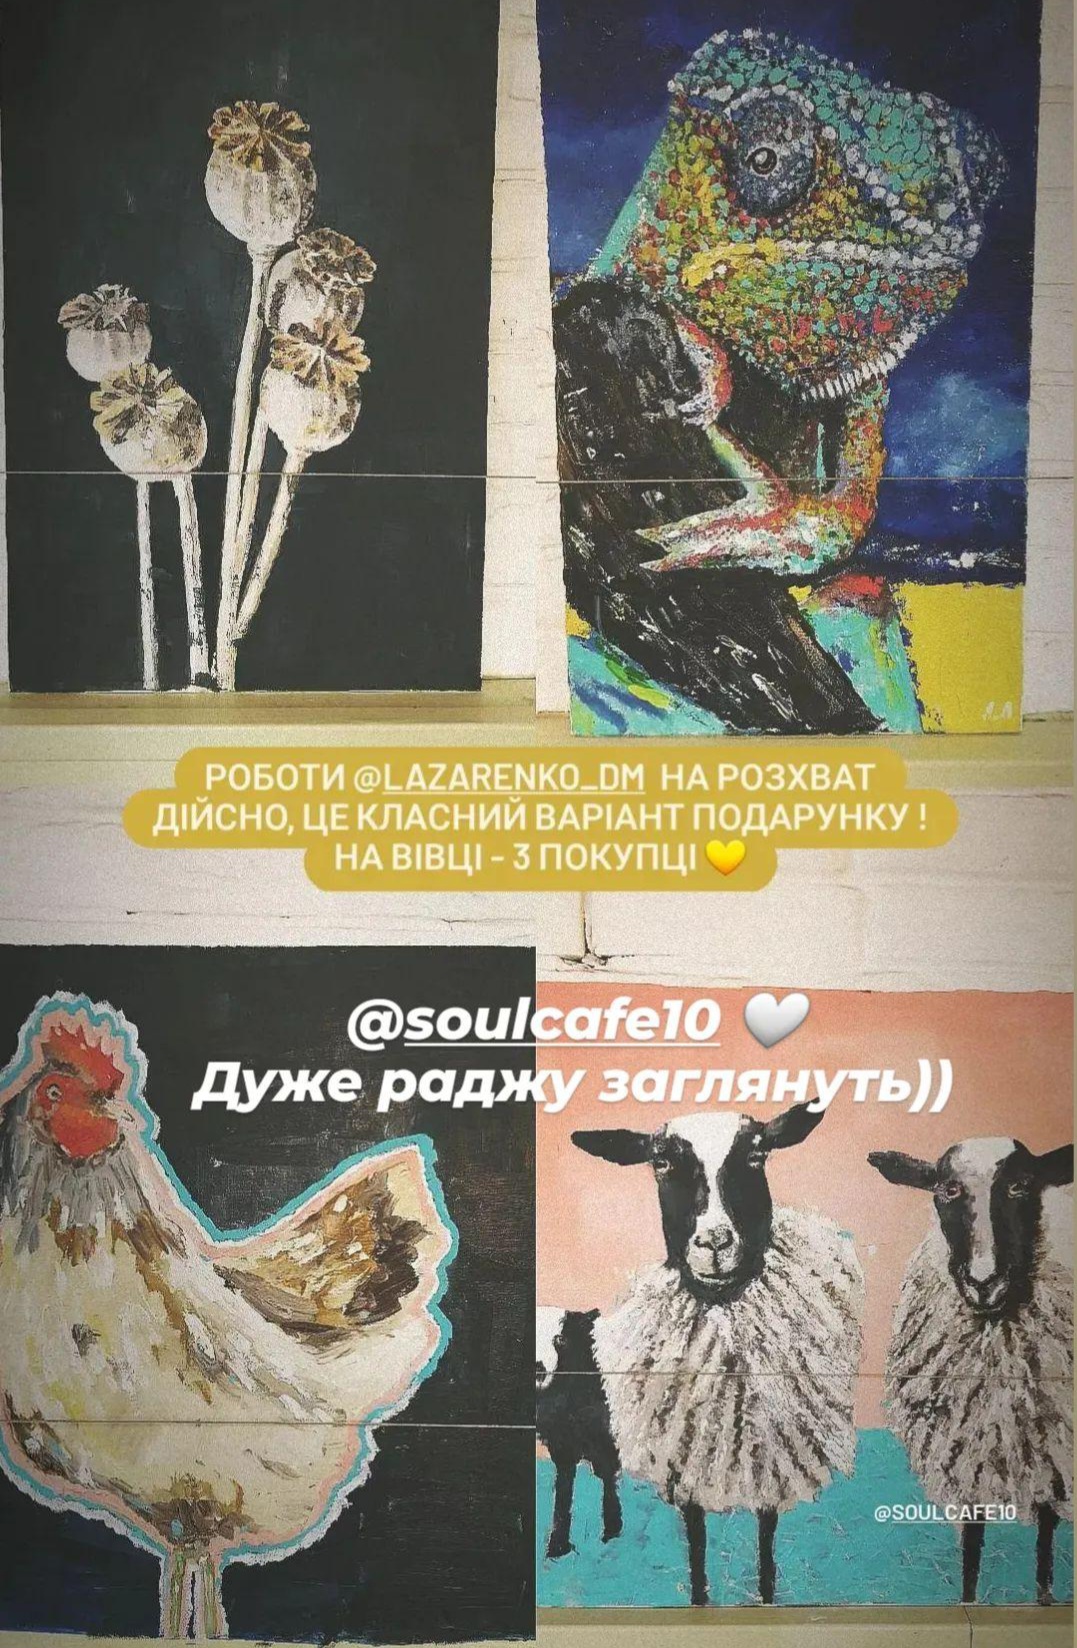 РОБОТИ @LAZARENKO_DM НА РОЗХВАТ
ДІЙСНО, ЦЕ КЛАСНИЙ ВАРІАНТ ПОДАРУНКУ !
НА ВІВЦІ - 3 ПОКУПЦІ 💛
@soulcafe10 🤍
Дуже раджу заглянуть))
@SOULCAFE10